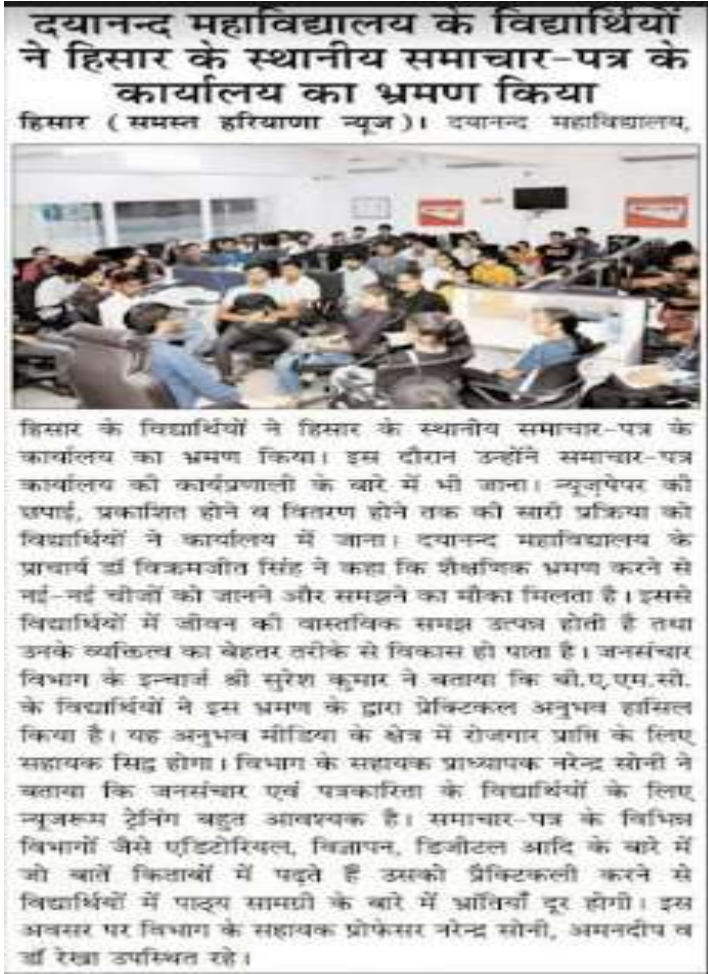 दयानन्द महाविद्यालय के विद्यार्थियों
ने हिसार के स्थानीय समाचार-पत्र के
कार्यालय का भ्रमण किया
हिसार (समस्त हरियाणा न्यूज)। दयानन्द महाविद्यालय,
हिसार के विद्यार्थियों ने हिसार के स्थानीय समाचार-पत्र के
कार्यालय का भ्रमण किया। इस दौरान उन्होंने समाचार-पत्र
कार्यालय की कार्यप्रणाली के बारे में भी जाना। न्यूज़पेपर की
छपाई, प्रकाशित होने व वितरण होने तक की सारी प्रक्रिया को
विद्यार्थियों ने कार्यालय में जाना। दयानन्द महाविद्यालय के
प्राचार्य डॉ विक्रमजीत सिंह ने कहा कि शैक्षणिक भ्रमण करने से
नई-नई चीजों को जानने और समझने का मौका मिलता है। इससे
विद्यार्थियों में जीवन की वास्तविक समझ उत्पन्न होती है तथा
उनके व्यक्तित्व का बेहतर तरीके से विकास हो पाता है। जनसंचार
विभाग के इन्चार्ज श्री सुरेश कुमार ने बताया कि बी.ए.एम.सी.
के विद्यार्थियों ने इस भ्रमण के द्वारा प्रेक्टिकल अनुभव हासिल
किया है। यह अनुभव मीडिया के क्षेत्र में रोजगार प्राप्ति के लिए
सहायक सिद्ध होगा। विभाग के सहायक प्राध्यापक नरेन्द्र सोनी ने
बताया कि जनसंचार एवं पत्रकारिता के विद्यार्थियों के लिए
न्यूजरूम ट्रेनिंग बहुत आवश्यक है। समाचार-पत्र के विभिन्न
विभागों जैसे एडिटोरियल, विज्ञापन, डिजीटल आदि के बारे में
जो बातें किताबों में पढ़ते हैं उसको प्रैक्टिकली करने से
विद्यार्थियों में पाठ्य सामग्री के बारे में भ्रांतियाँ दूर होगी। इस
अवसर पर विभाग के सहायक प्रोफेसर नरेन्द्र सोनी, अमनदीप व
डॉ रेखा उपस्थित रहे।